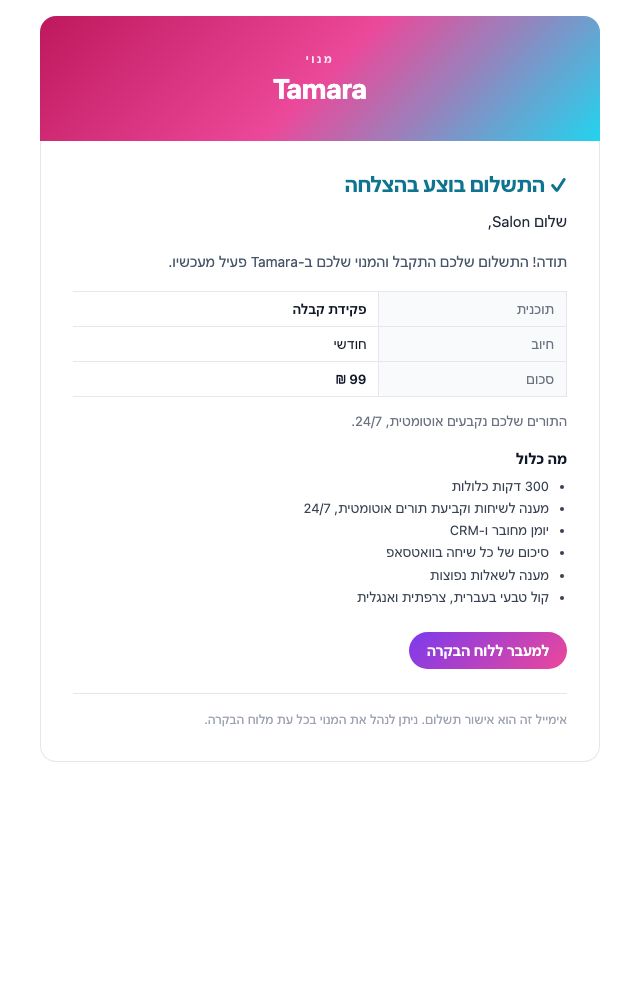 מנוי
Tamara
✓ התשלום בוצע בהצלחה
שלום Salon,
תודה! התשלום שלכם התקבל והמנוי שלכם ב-Tamara פעיל מעכשיו.
תוכנית פקידת קבלה
חיוב חודשי
סכום 99 ₪
התורים שלכם נקבעים אוטומטית, 24/7.
מה כלול
• 300 דקות כלולות
• מענה לשיחות וקביעת תורים אוטומטית, 24/7
• יומן מחובר ו-CRM
• סיכום של כל שיחה בוואטסאפ
• מענה לשאלות נפוצות
• קול טבעי בעברית, צרפתית ואנגלית
למעבר ללוח הבקרה
אימייל זה הוא אישור תשלום. ניתן לנהל את המנוי בכל עת מלוח הבקרה.